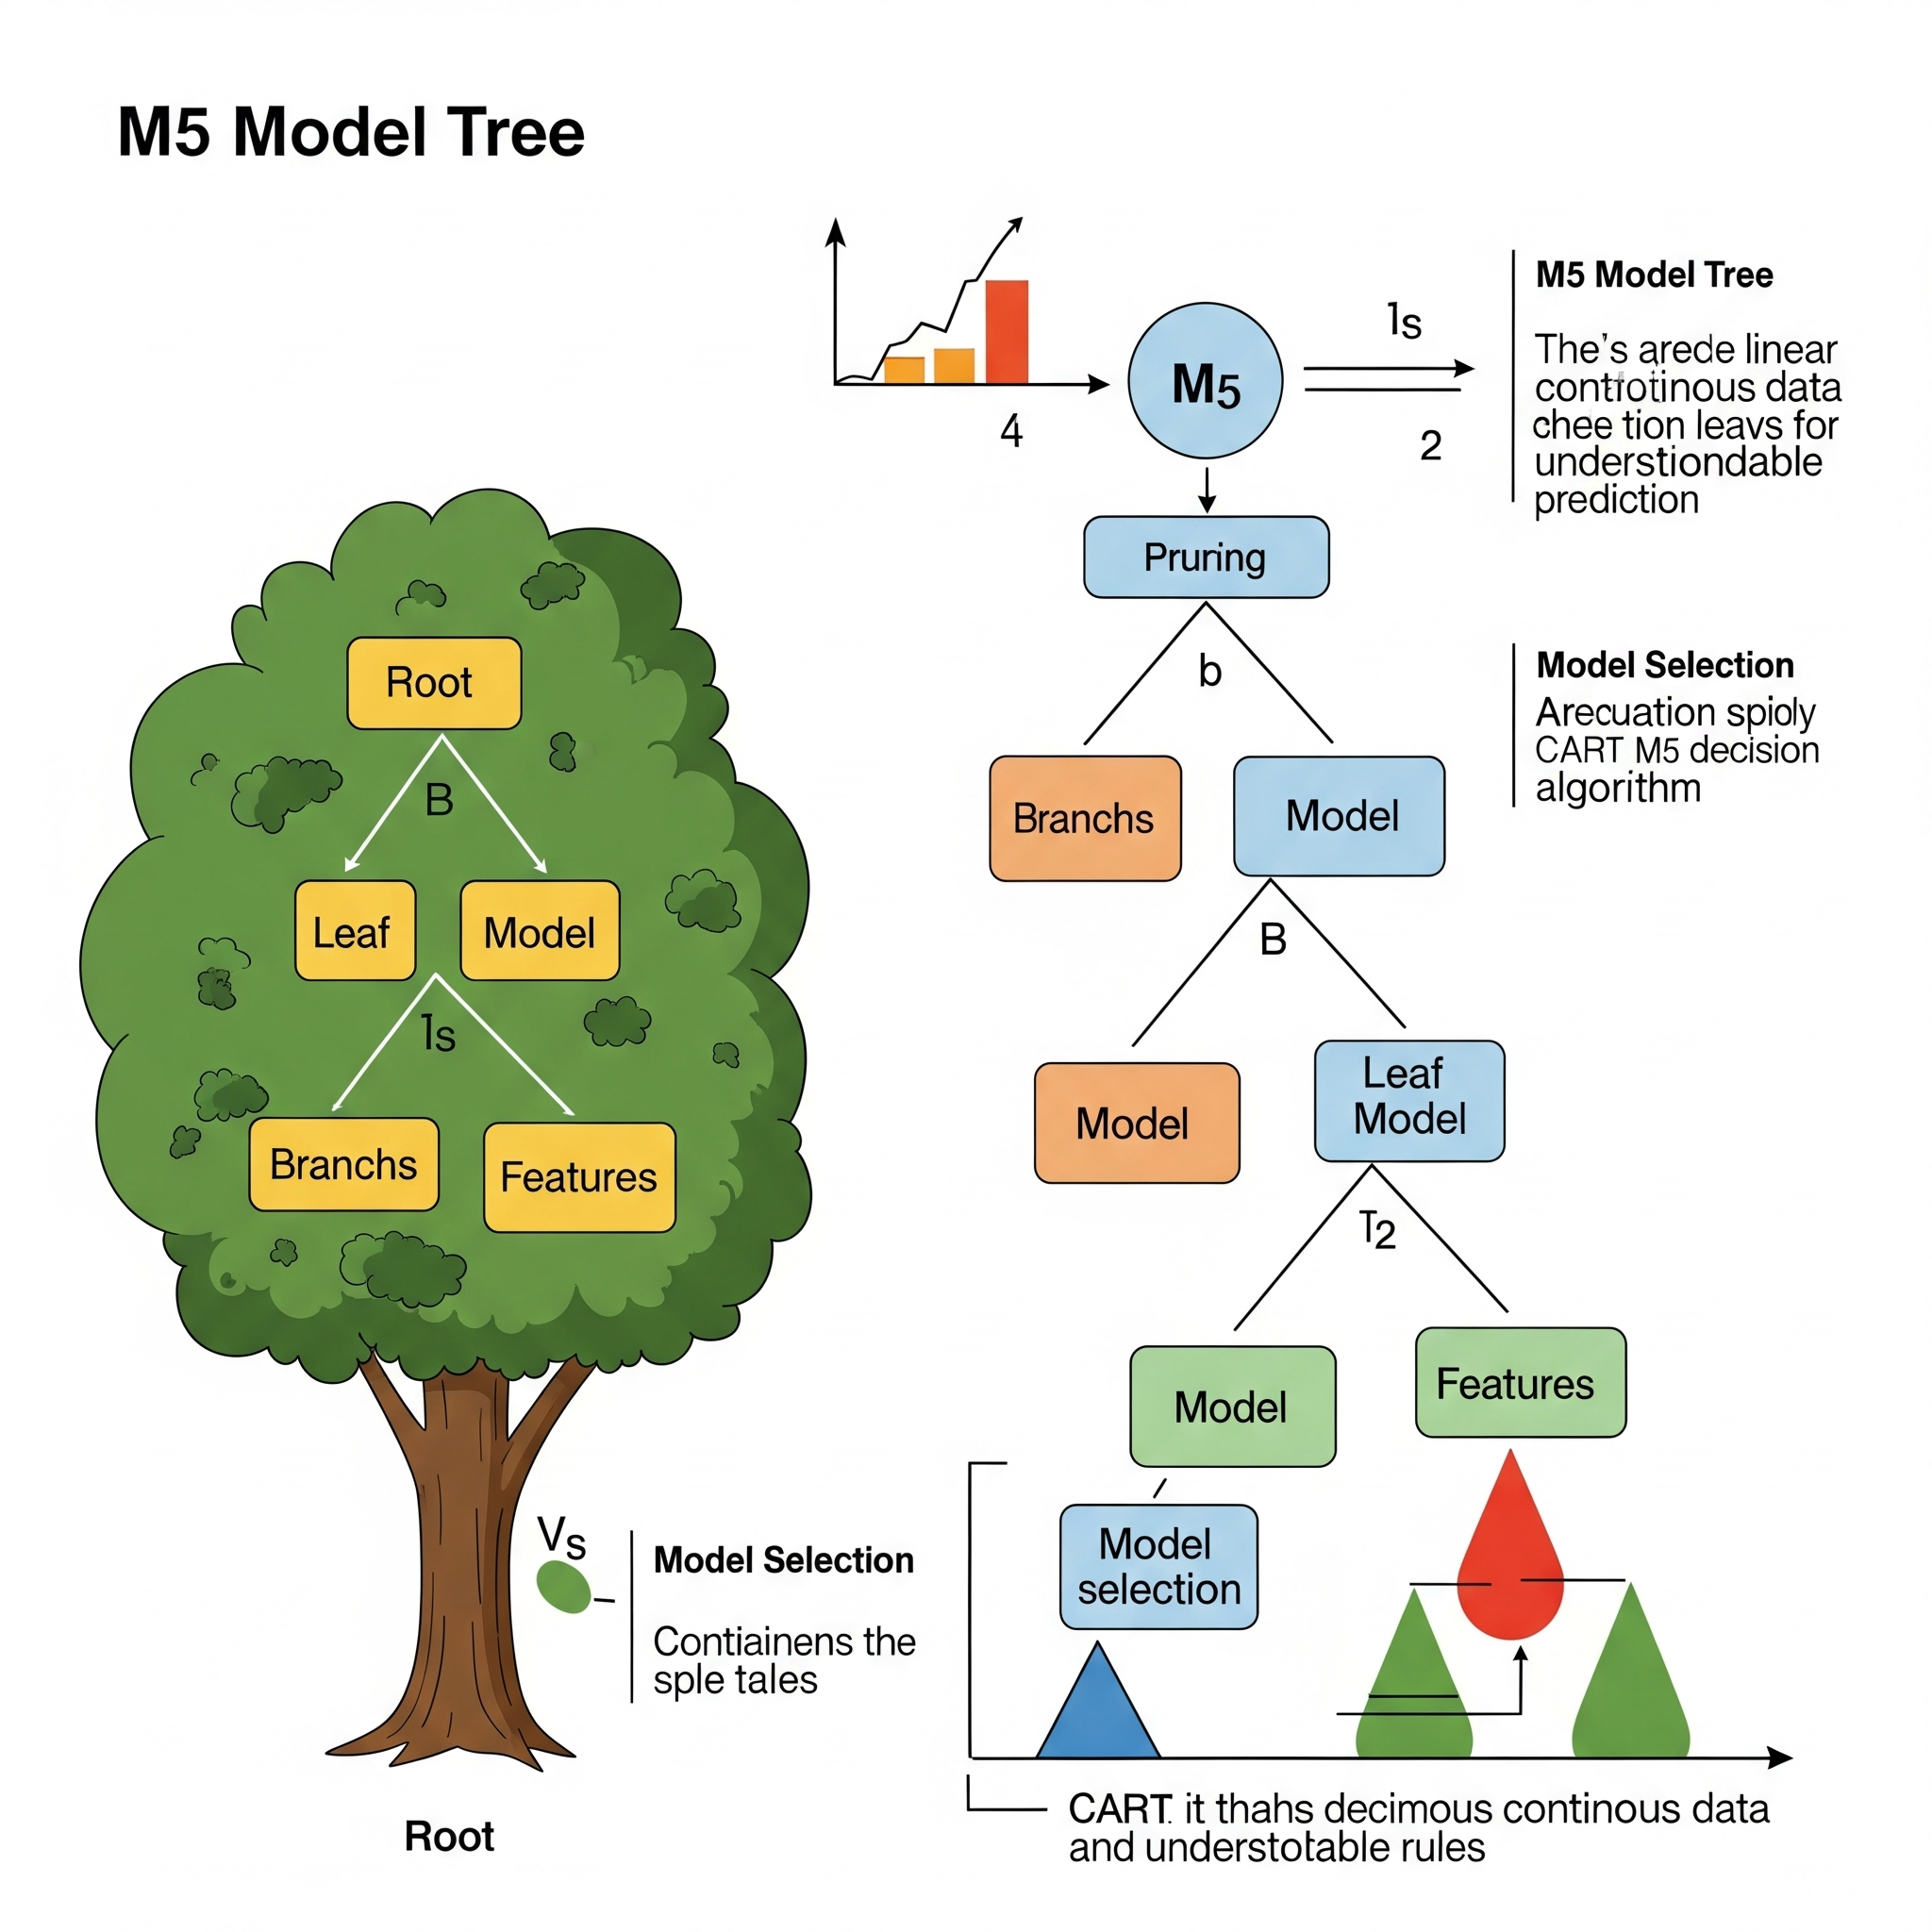 M5 Model Tree
4
M5
1s
2
M5 Model Tree
The's arede linear
data
chee tion leavs for
understiondable
prediction
Pruning
b
Branchs
Model
B
Model
Leaf
Model
T2
Model
Features
Model
selection
Model Selection
Arecuation spioly
CART M5 decision
algorithm
Root
B
Leaf
Model
1s
Branchs
Features
Vs
Model Selection
Contiainens the
sple tales
Root
CART. it thahs decimous continous data
and understotable rules